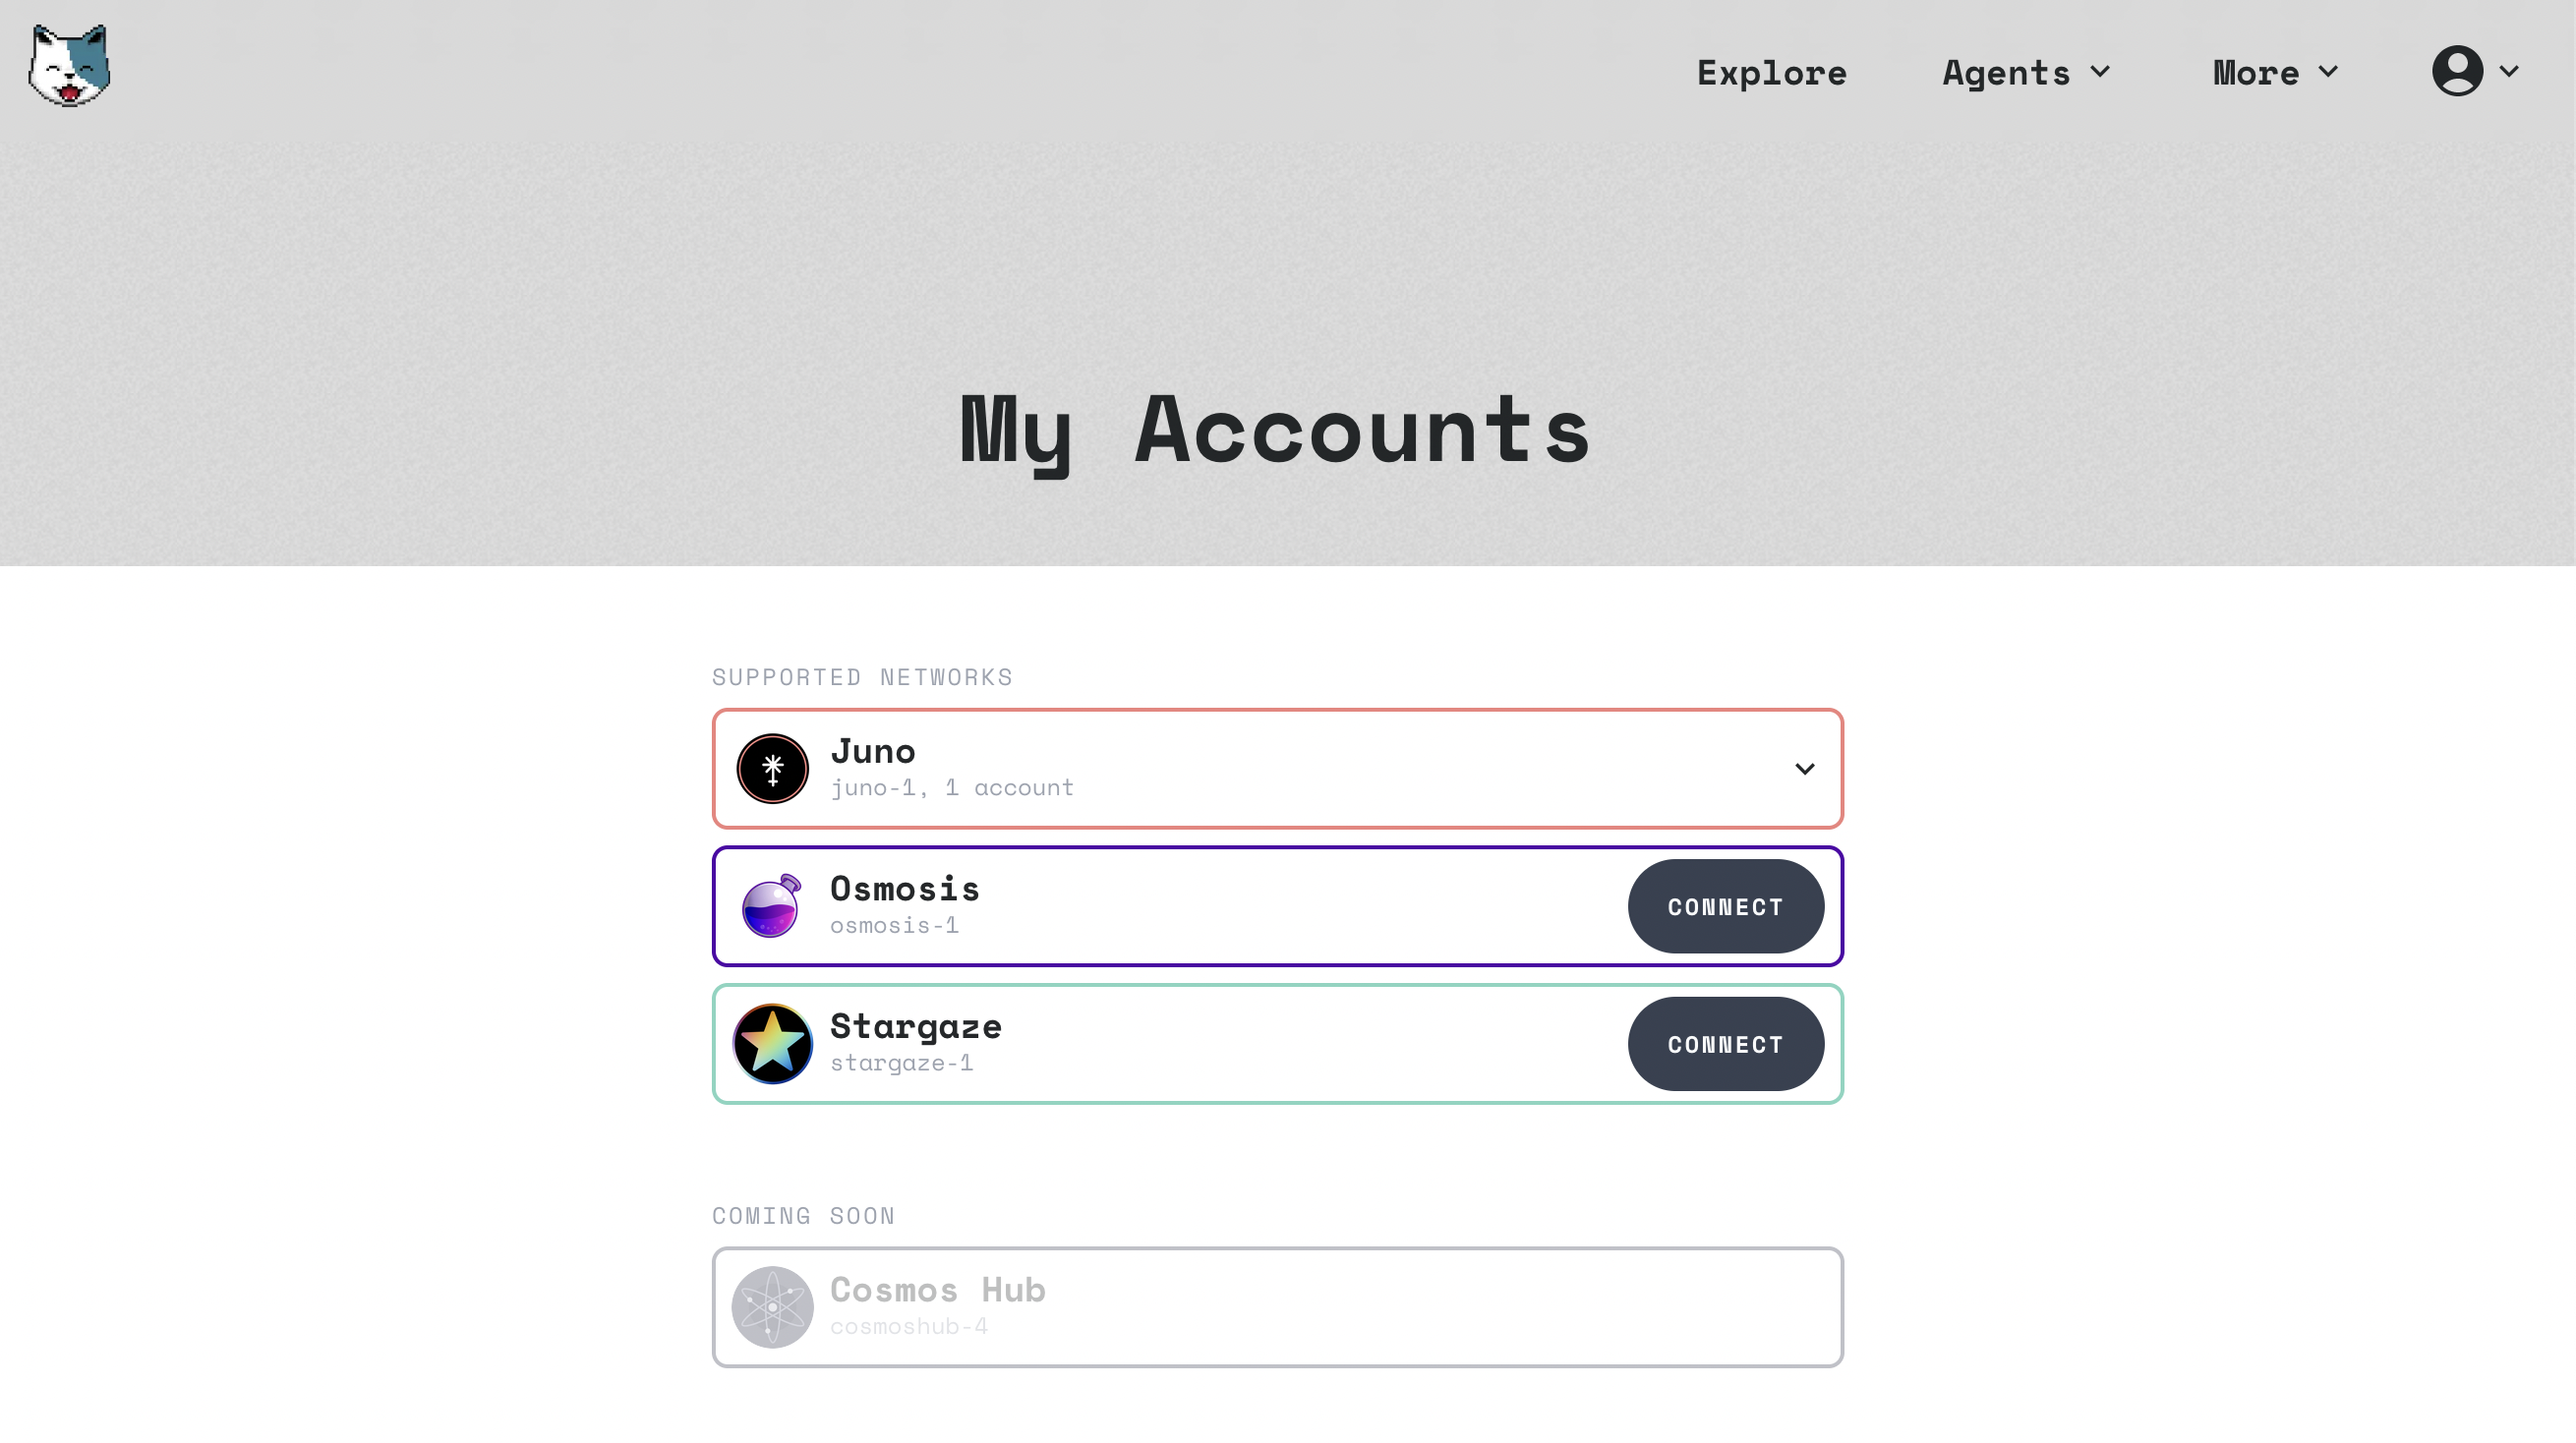 Explore Agents More
My Accounts
SUPPORTED NETWORKS
Juno
juno-1, 1 account
Osmosis
osmosis-1
CONNECT
Stargaze
stargaze-1
CONNECT
COMING SOON
Cosmos Hub
cosmoshub-4